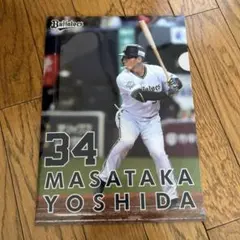 Buffaloes
34
MASATAKA
YOSHIDA